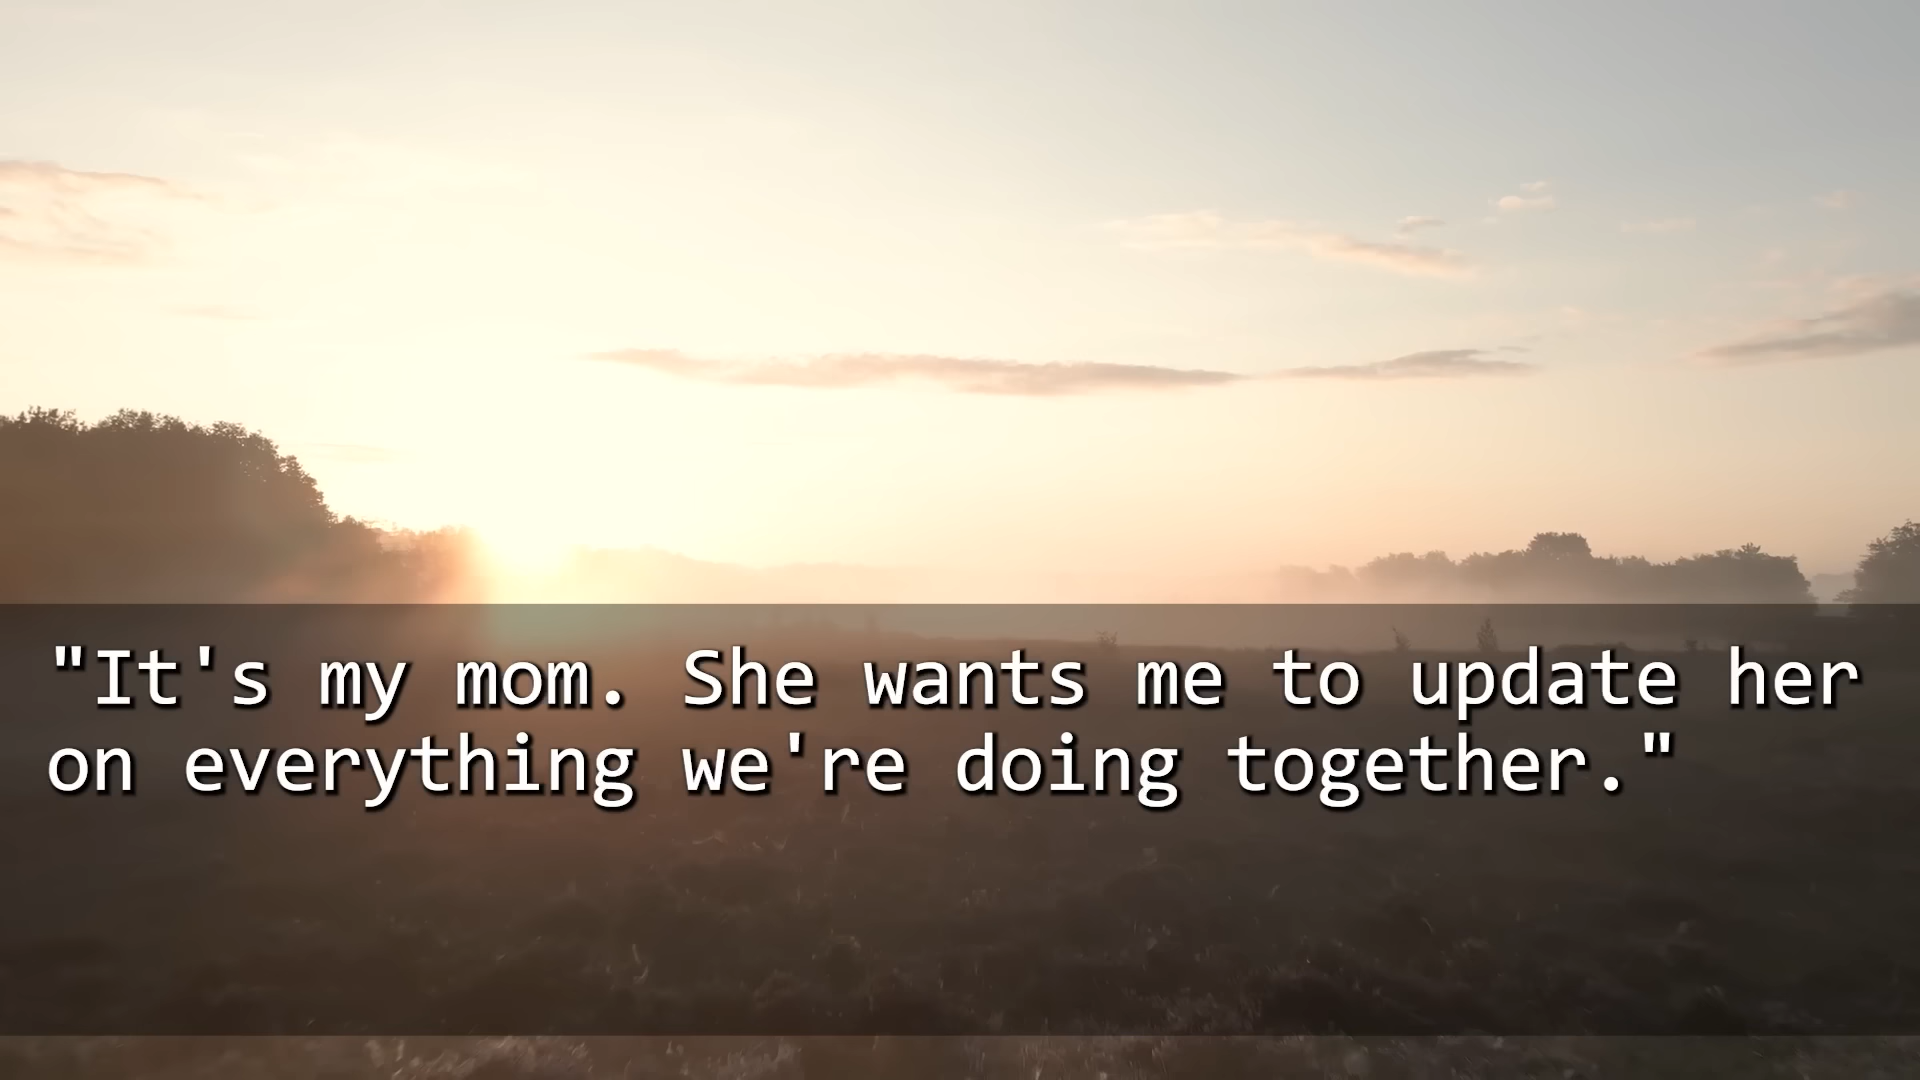 "It's my mom. She wants me to update her
on everything we're doing together."